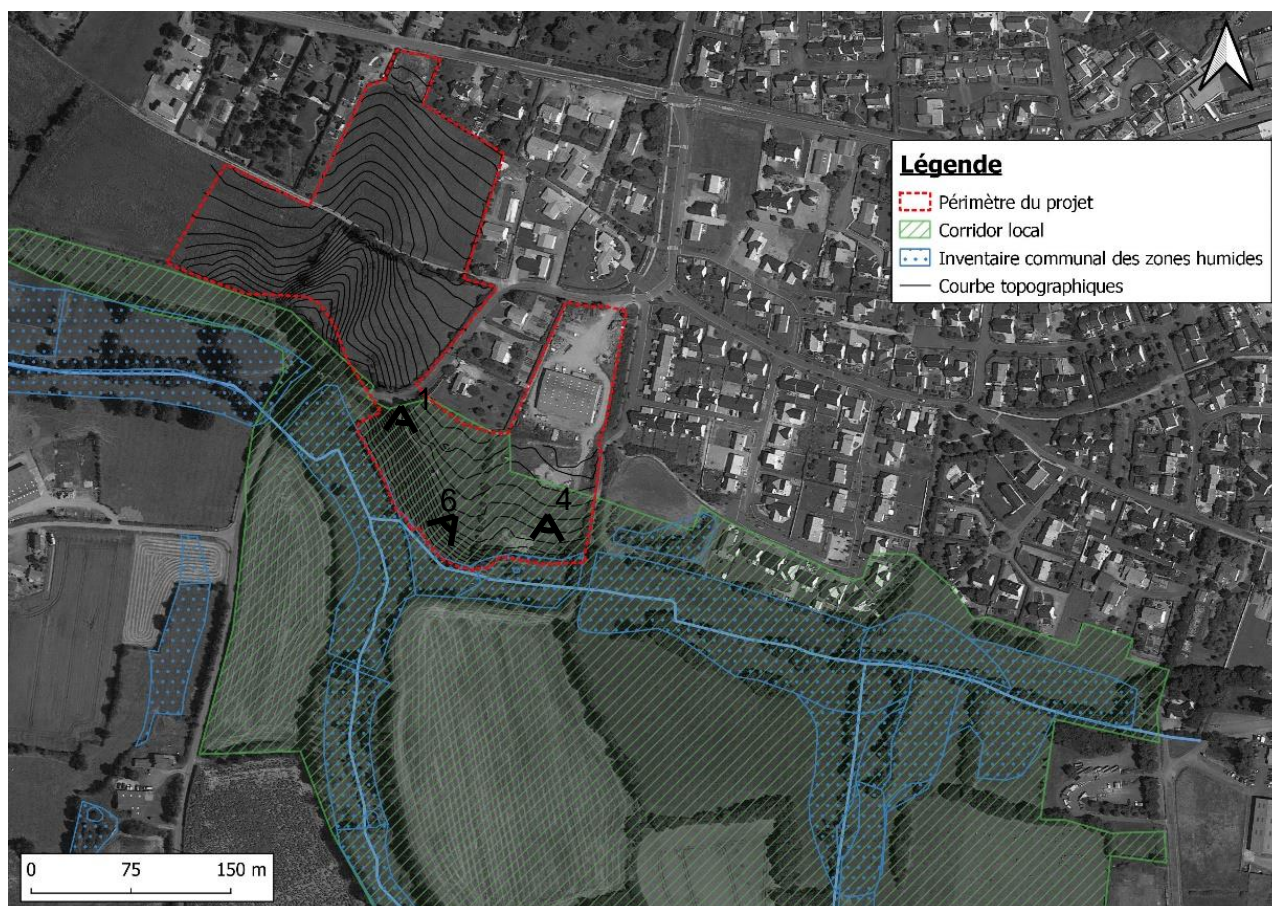 Légende
Périmètre du projet
Corridor local
Inventaire communal des zones humides
Courbe topographiques
1
6
4
0 75 150 m